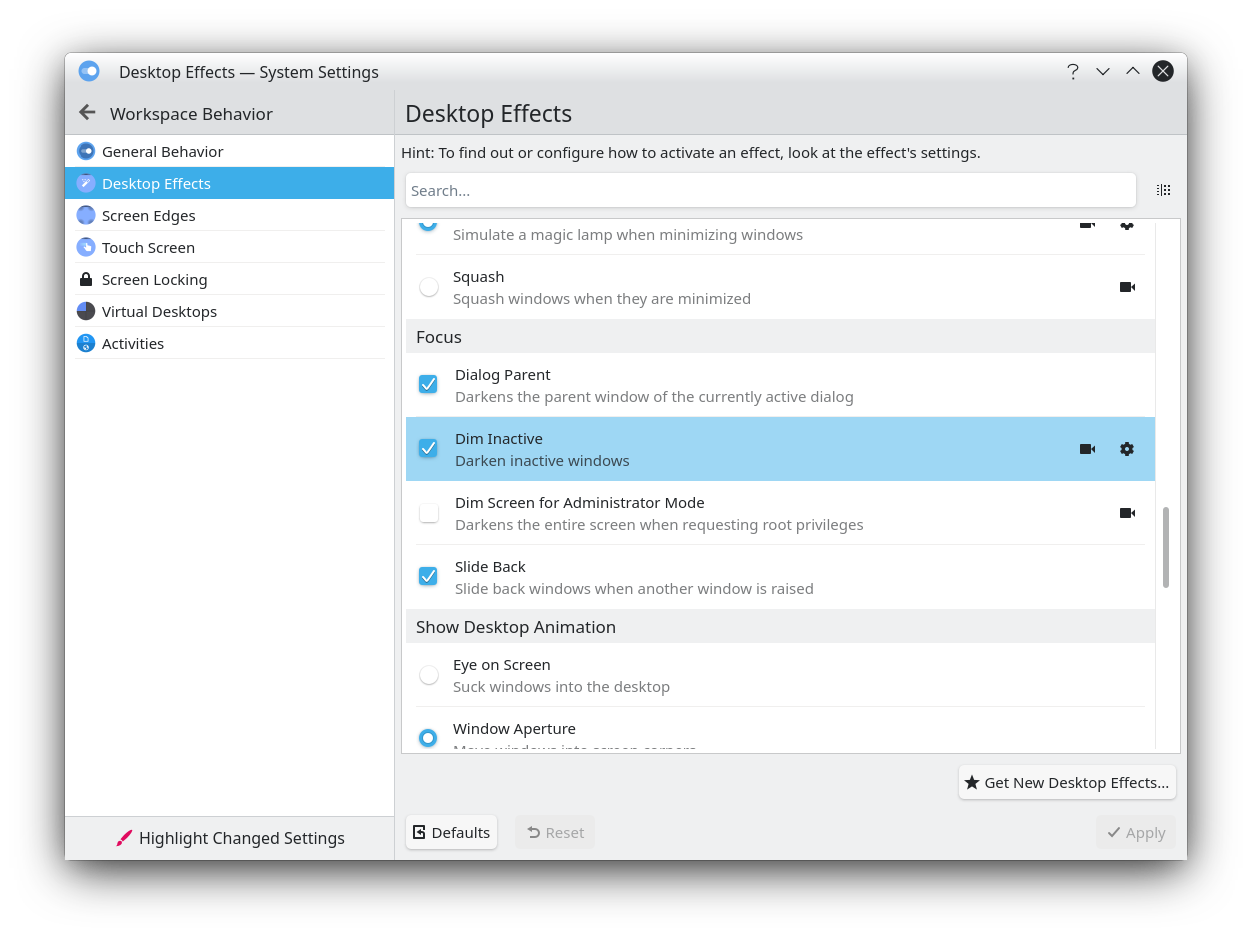 Desktop Effects — System Settings
Workspace Behavior
Desktop Effects
General Behavior
Desktop Effects
Screen Edges
Touch Screen
Screen Locking
Virtual Desktops
Activities
Highlight Changed Settings
Hint: To find out or configure how to activate an effect, look at the effect's settings.
Search...
Simulate a magic lamp when minimizing windows
Squash
Squash windows when they are minimized
Focus
Dialog Parent
Darkens the parent window of the currently active dialog
Dim Inactive
Darken inactive windows
Dim Screen for Administrator Mode
Darkens the entire screen when requesting root privileges
Slide Back
Slide back windows when another window is raised
Show Desktop Animation
Eye on Screen
Suck windows into the desktop
Window Aperture
Move windows into screen corners
Get New Desktop Effects...
Defaults
Reset
Apply